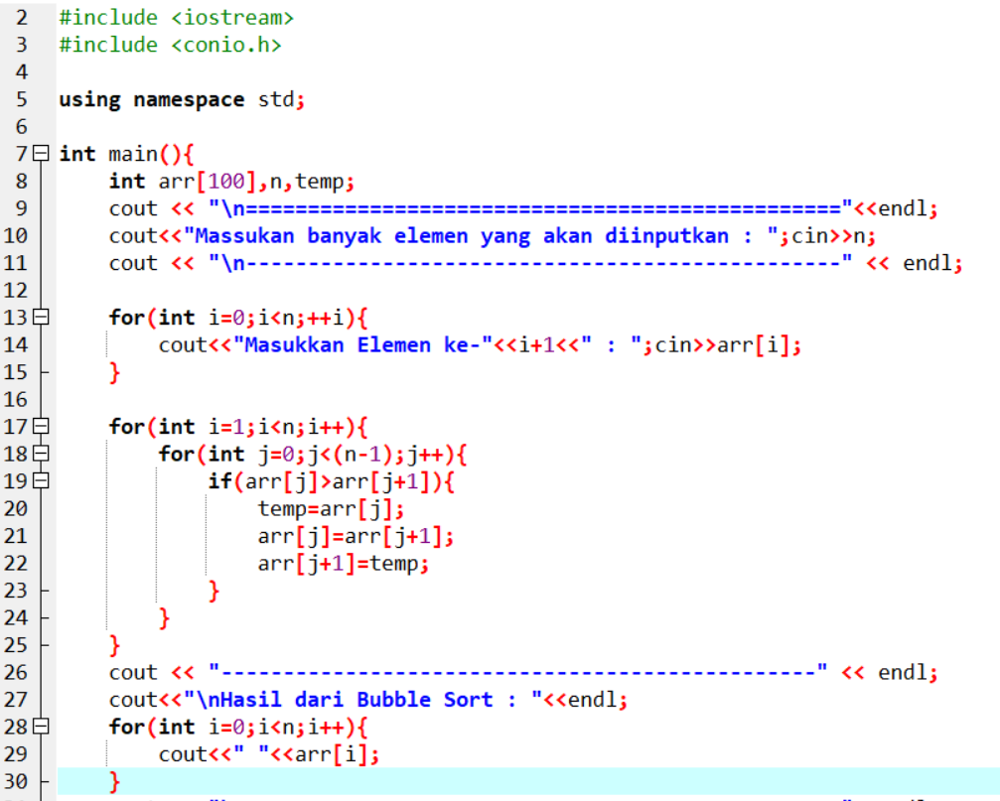 2 #include <iostream>
3 #include <conio.h>
4
5 using namespace std;
6
7 int main(){
8 int arr[100],n,temp;
9 cout << "\n================================================"<<endl;
10 cout<<"Massukan banyak elemen yang akan diinputkan : ";cin>>n;
11 cout << "\n------------------------------------------------" << endl;
12
13 for(int i=0;i<n;++i){
14 cout<<"Masukkan Elemen ke-"<<i+1<<" : ";cin>>arr[i];
15 }
16
17 for(int i=1;i<n;i++){
18 for(int j=0;j<(n-1);j++){
19 if(arr[j]>arr[j+1]){
20 temp=arr[j];
21 arr[j]=arr[j+1];
22 arr[j+1]=temp;
23 }
24 }
25 }
26 cout << "------------------------------------------------" << endl;
27 cout<<"\nHasil dari Bubble Sort : "<<endl;
28 for(int i=0;i<n;i++){
29 cout<<" "<<arr[i];
30 }